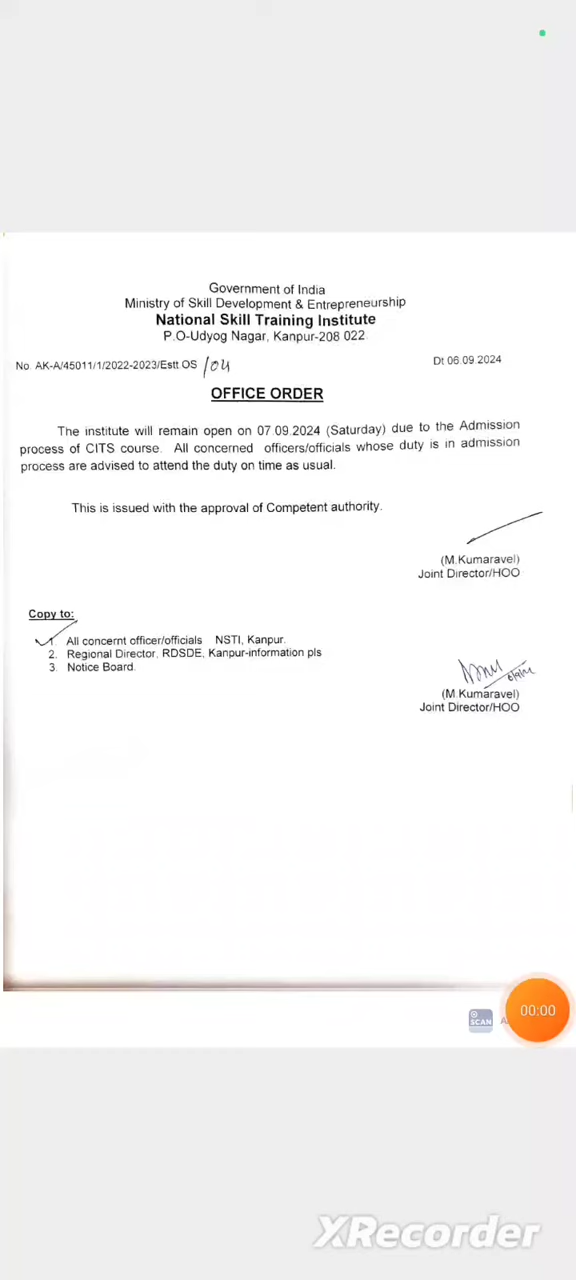 Government of India
Ministry of Skill Development & Entrepreneurship
National Skill Training Institute
P.O-Udyog Nagar, Kanpur-208 022
No. AK-A/45011/1/2022-2023/Estt OS /04
Dt 06.09.2024
OFFICE ORDER
The institute will remain open on 07.09.2024 (Saturday) due to the Admission
process of CITS course. All concerned officers/officials whose duty is in admission
process are advised to attend the duty on time as usual.
This is issued with the approval of Competent authority.
(M.Kumaravel)
Joint Director/HOO
Copy to:
1. All concernt officer/officials NSTI, Kanpur.
2. Regional Director, RDSDE, Kanpur-information pls
3. Notice Board.
(M.Kumaravel)
Joint Director/HOO
SCAN
00:00
XRecorder